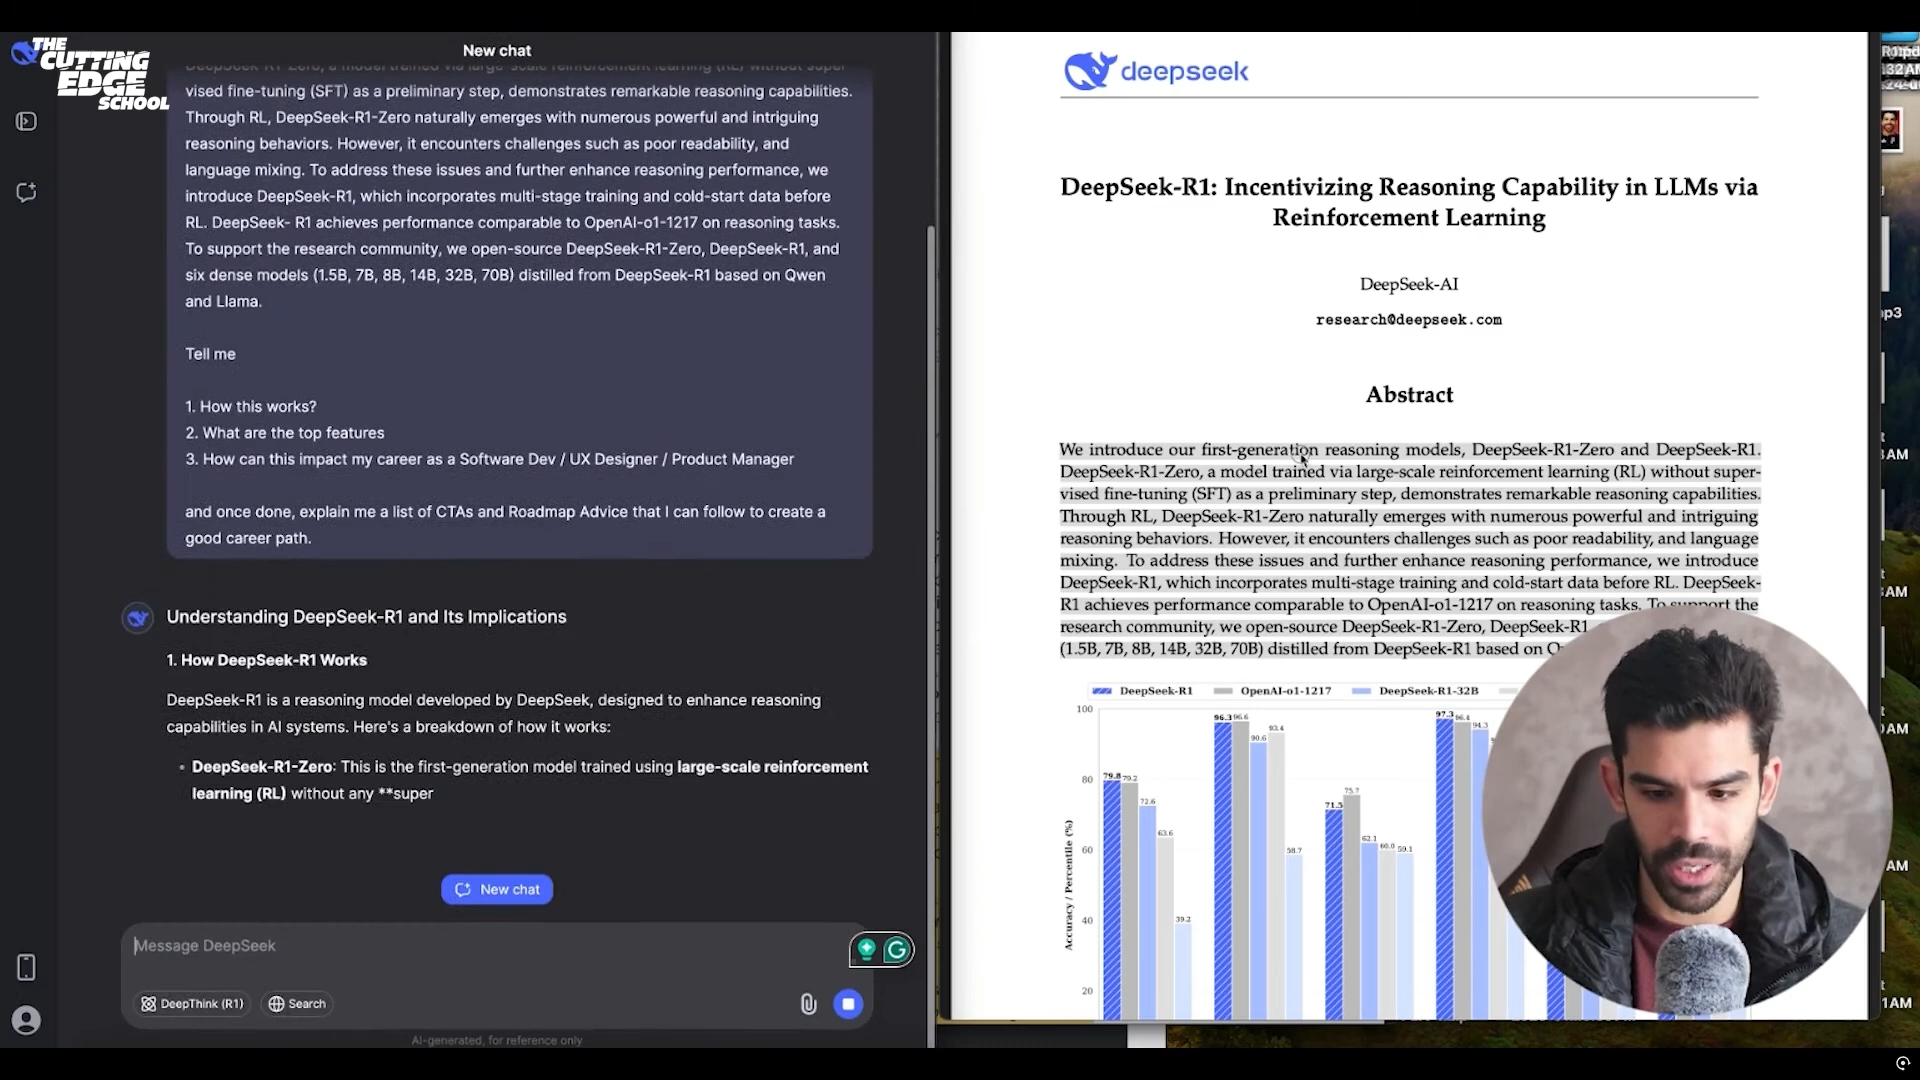 THE
CUTTING
EDGE
SCHOOL
New chat
DeepSeek-R1-Zero, a model trained via large-scale reinforcement learning (RL) without super
vised fine-tuning (SFT) as a preliminary step, demonstrates remarkable reasoning capabilities.
Through RL, DeepSeek-R1-Zero naturally emerges with numerous powerful and intriguing
reasoning behaviors. However, it encounters challenges such as poor readability, and
language mixing. To address these issues and further enhance reasoning performance, we
introduce DeepSeek-R1, which incorporates multi-stage training and cold-start data before
RL. DeepSeek- R1 achieves performance comparable to OpenAI-o1-1217 on reasoning tasks.
To support the research community, we open-source DeepSeek-R1-Zero, DeepSeek-R1, and
six dense models (1.5B, 7B, 8B, 14B, 32B, 70B) distilled from DeepSeek-R1 based on Qwen
and Llama.
Tell me
1. How this works?
2. What are the top features
3. How can this impact my career as a Software Dev / UX Designer / Product Manager
and once done, explain me a list of CTAs and Roadmap Advice that I can follow to create a
good career path.
Understanding DeepSeek-R1 and Its Implications
1. How DeepSeek-R1 Works
DeepSeek-R1 is a reasoning model developed by DeepSeek, designed to enhance reasoning
capabilities in AI systems. Here's a breakdown of how it works:
• DeepSeek-R1-Zero: This is the first-generation model trained using large-scale reinforcement
learning (RL) without any **super
New chat
Message DeepSeek
DeepThink (R1)
Search
AI-generated, for reference only
deepseek
DeepSeek-R1: Incentivizing Reasoning Capability in LLMs via
Reinforcement Learning
DeepSeek-AI
research@deepseek.com
Abstract
We introduce our first-generation reasoning models, DeepSeek-R1-Zero and DeepSeek-R1.
DeepSeek-R1-Zero, a model trained via large-scale reinforcement learning (RL) without super-
vised fine-tuning (SFT) as a preliminary step, demonstrates remarkable reasoning capabilities.
Through RL, DeepSeek-R1-Zero naturally emerges with numerous powerful and intriguing
reasoning behaviors. However, it encounters challenges such as poor readability, and language
mixing. To address these issues and further enhance reasoning performance, we introduce
DeepSeek-R1, which incorporates multi-stage training and cold-start data before RL. DeepSeek-
R1 achieves performance comparable to OpenAI-o1-1217 on reasoning tasks. To support the
research community, we open-source DeepSeek-R1-Zero, DeepSeek-R1
(1.5B, 7B, 8B, 14B, 32B, 70B) distilled from DeepSeek-R1 based on
DeepSeek-R1 OpenAI-o1-1217 DeepSeek-R1-32B
Accuracy / Percentile (%)
100
80
60
40
20
79.8 79.2 72.6 63.6 39.2
96.3 96.6 90.6 93.4 58.7
71.5 75.7 62.1 60.0 59.1
97.3 96.4 94.3